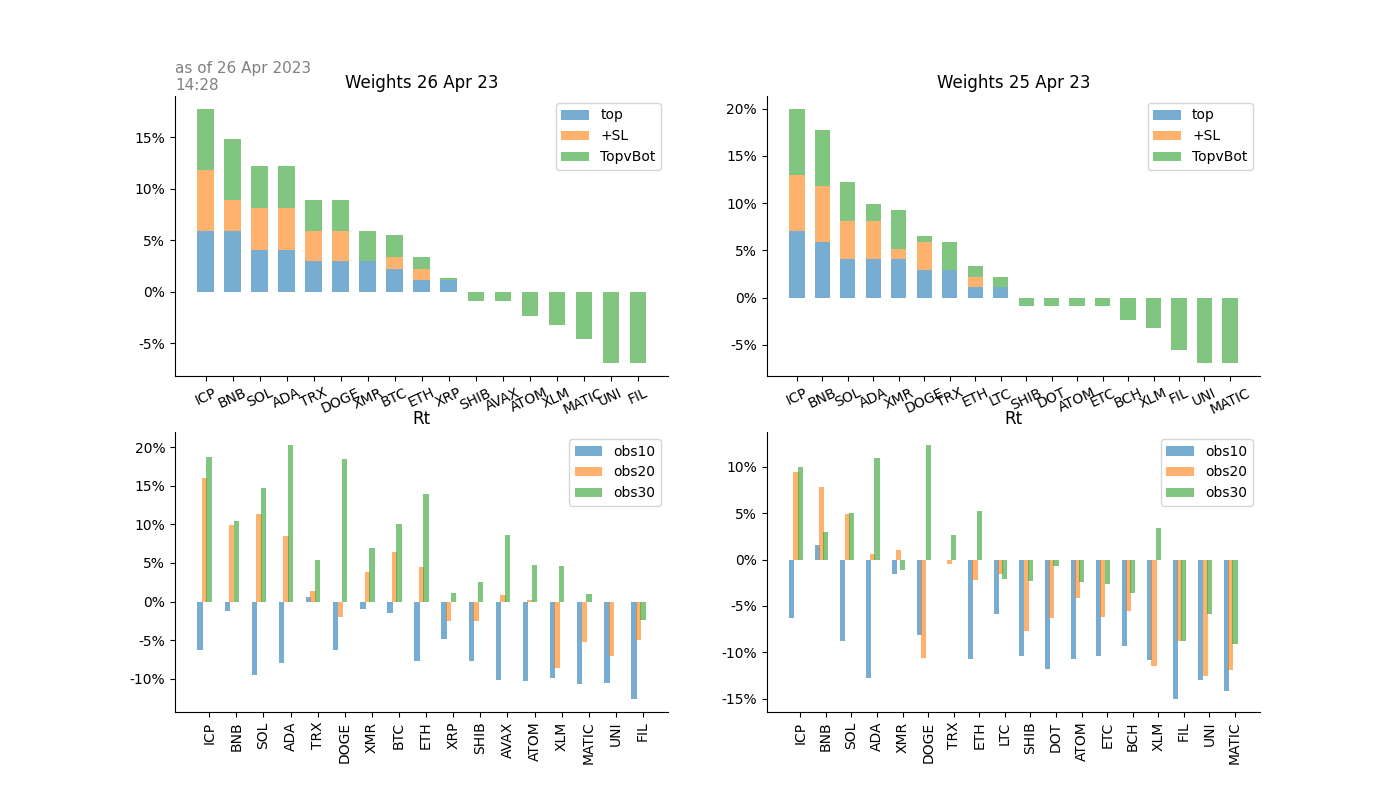 as of 26 Apr 2023
14:28
Weights 26 Apr 23
top
+SL
TopvBot
15%
10%
5%
0%
-5%
ICP BNB SOL ADA TRX DOGE XMR BTC ETH XRP SHIB AVAX ATOM XLM MATIC UNI FIL
Weights 25 Apr 23
top
+SL
TopvBot
20%
15%
10%
5%
0%
-5%
ICP BNB SOL ADA XMR DOGE TRX ETH LTC SHIB DOT ATOM ETC BCH XLM FIL UNI MATIC
Rt
obs10
obs20
obs30
20%
15%
10%
5%
0%
-5%
-10%
ICP BNB SOL ADA TRX DOGE XMR BTC ETH XRP SHIB AVAX ATOM XLM MATIC UNI FIL
Rt
obs10
obs20
obs30
10%
5%
0%
-5%
-10%
-15%
ICP BNB SOL ADA XMR DOGE TRX ETH LTC SHIB DOT ATOM ETC BCH XLM FIL UNI MATIC